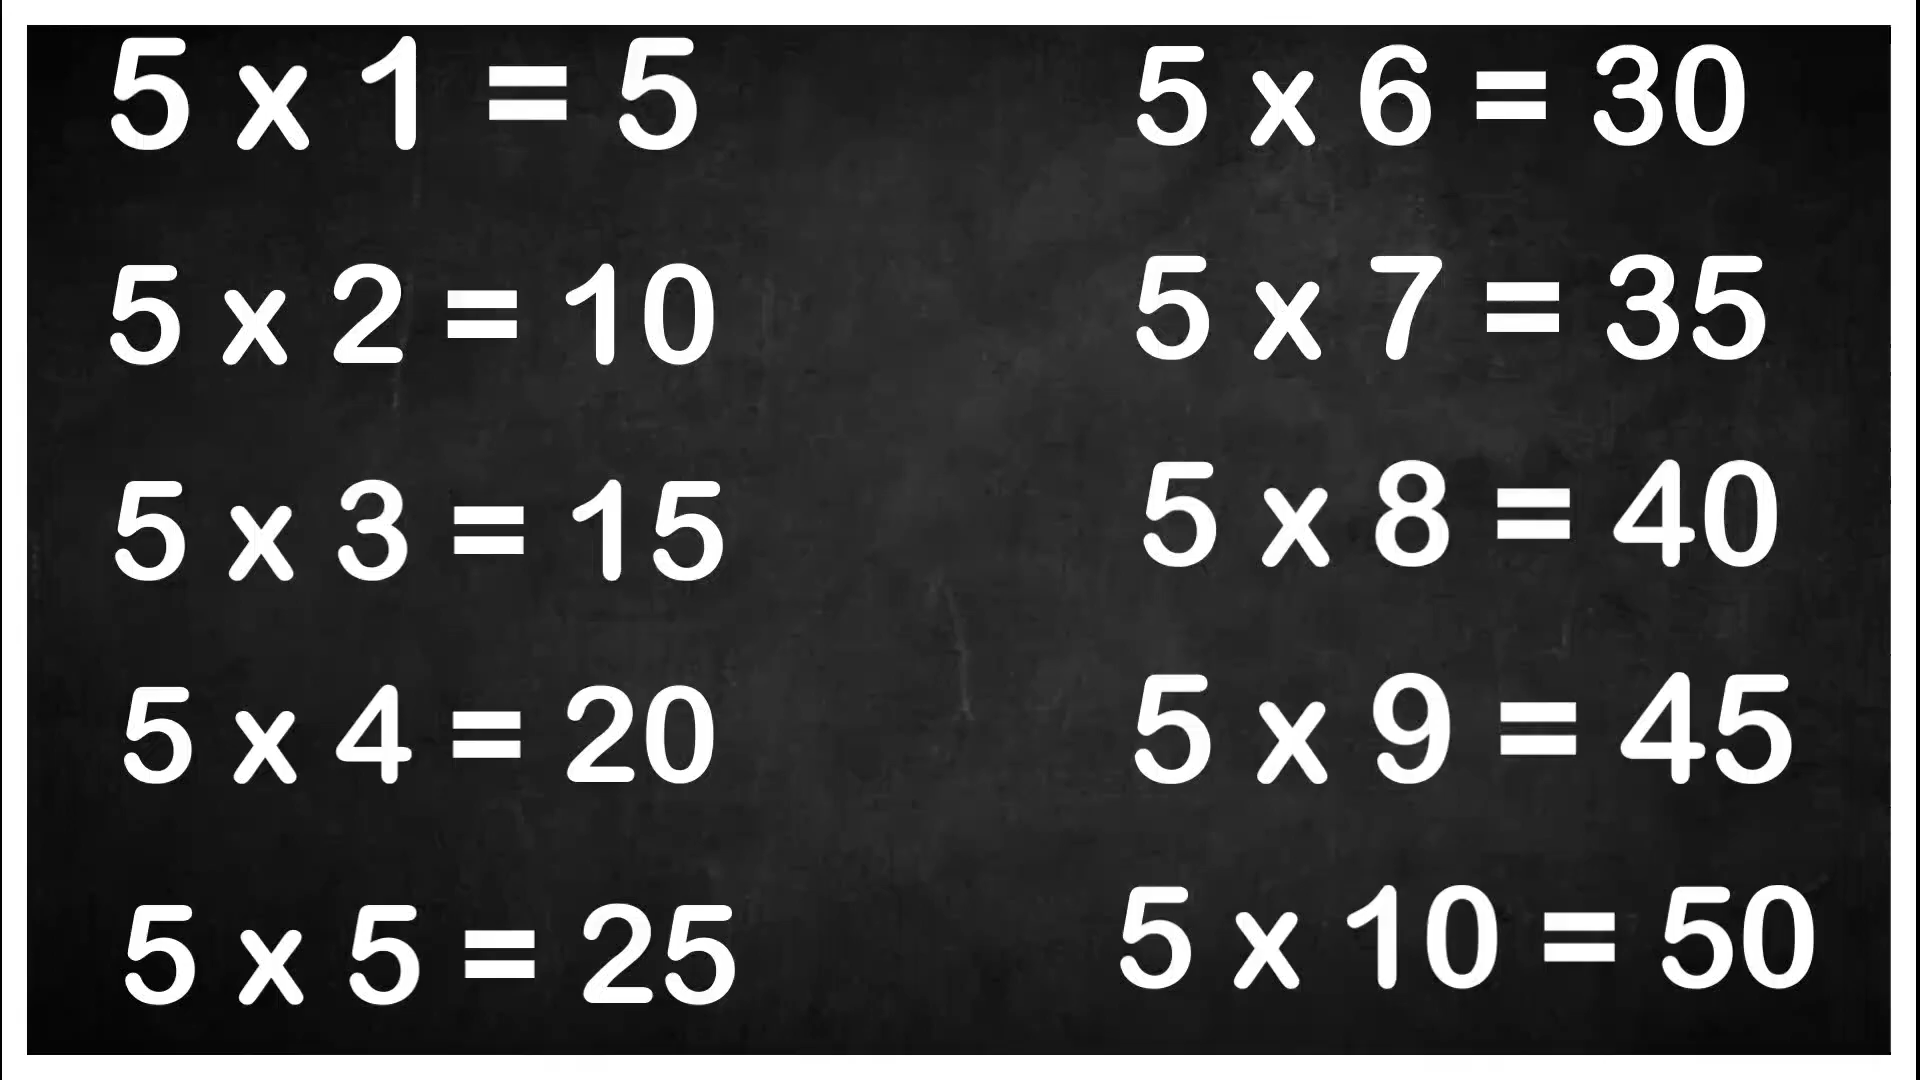 5 x 1 = 5
5 x 2 = 10
5 x 3 = 15
5 x 4 = 20
5 x 5 = 25
5 x 6 = 30
5 x 7 = 35
5 x 8 = 40
5 x 9 = 45
5 x 10 = 50